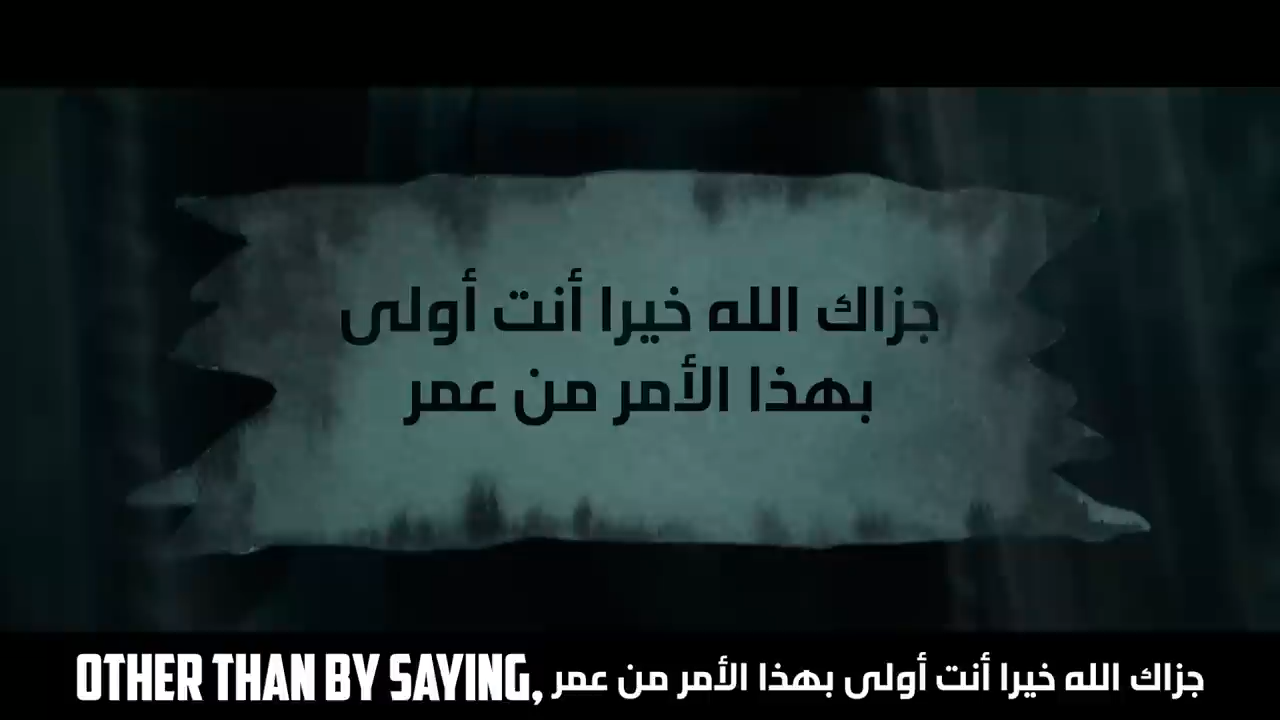 جزاك الله خيرا أنت أولى
بهذا الأمر من عمر
OTHER THAN BY SAYING, جزاك الله خيرا أنت أولى بهذا الأمر من عمر